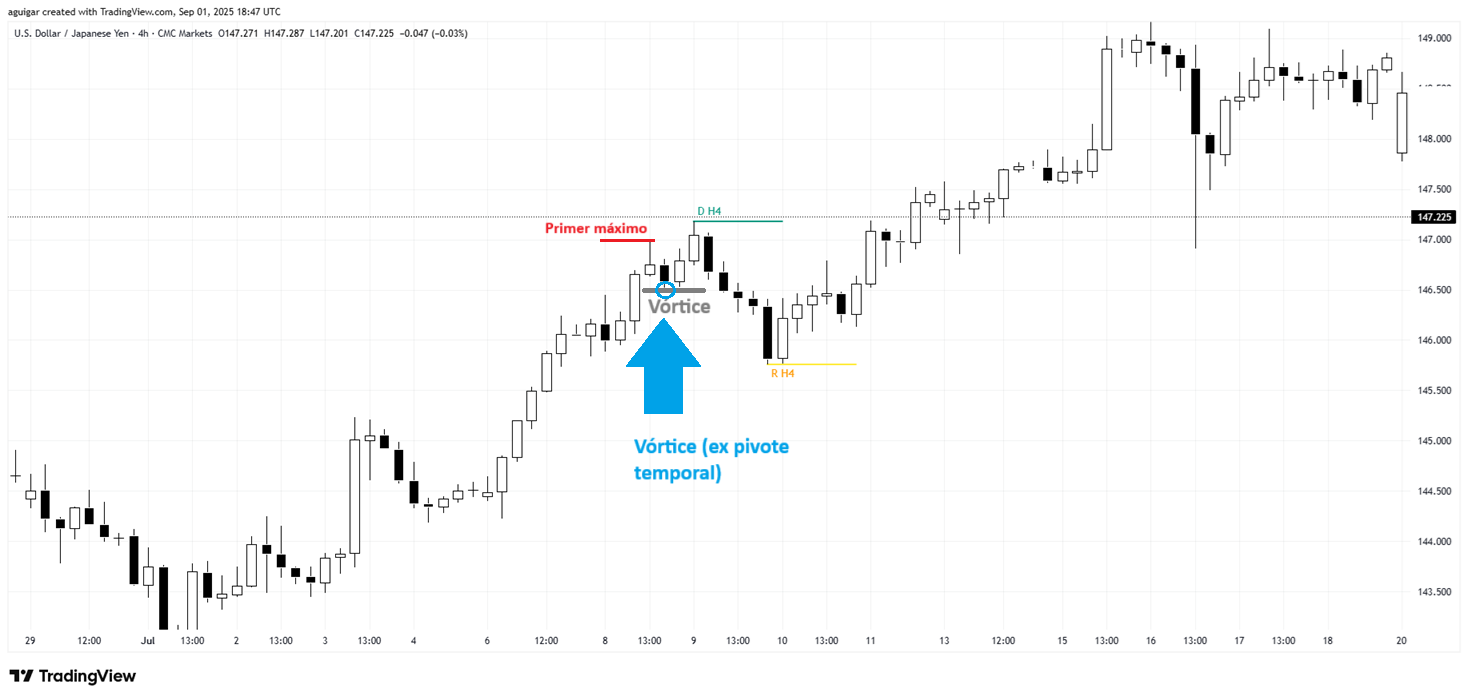 aguigar created with TradingView.com, Sep 01, 2025 18:47 UTC
U.S. Dollar / Japanese Yen · 4h · CMC Markets O147.271 H147.287 L147.201 C147.225 −0.047 (−0.03%)
149.000
148.000
147.500
D H4
147.225
Primer máximo
147.000
146.500
Vórtice
146.000
R H4
145.500
Vórtice (ex pivote
temporal)
145.000
144.500
144.000
143.500
29 12:00 Jul 13:00 2 13:00 3 13:00 4 6 12:00 8 13:00 9 13:00 10 13:00 11 13 12:00 15 13:00 16 13:00 17 13:00 18 20
TradingView